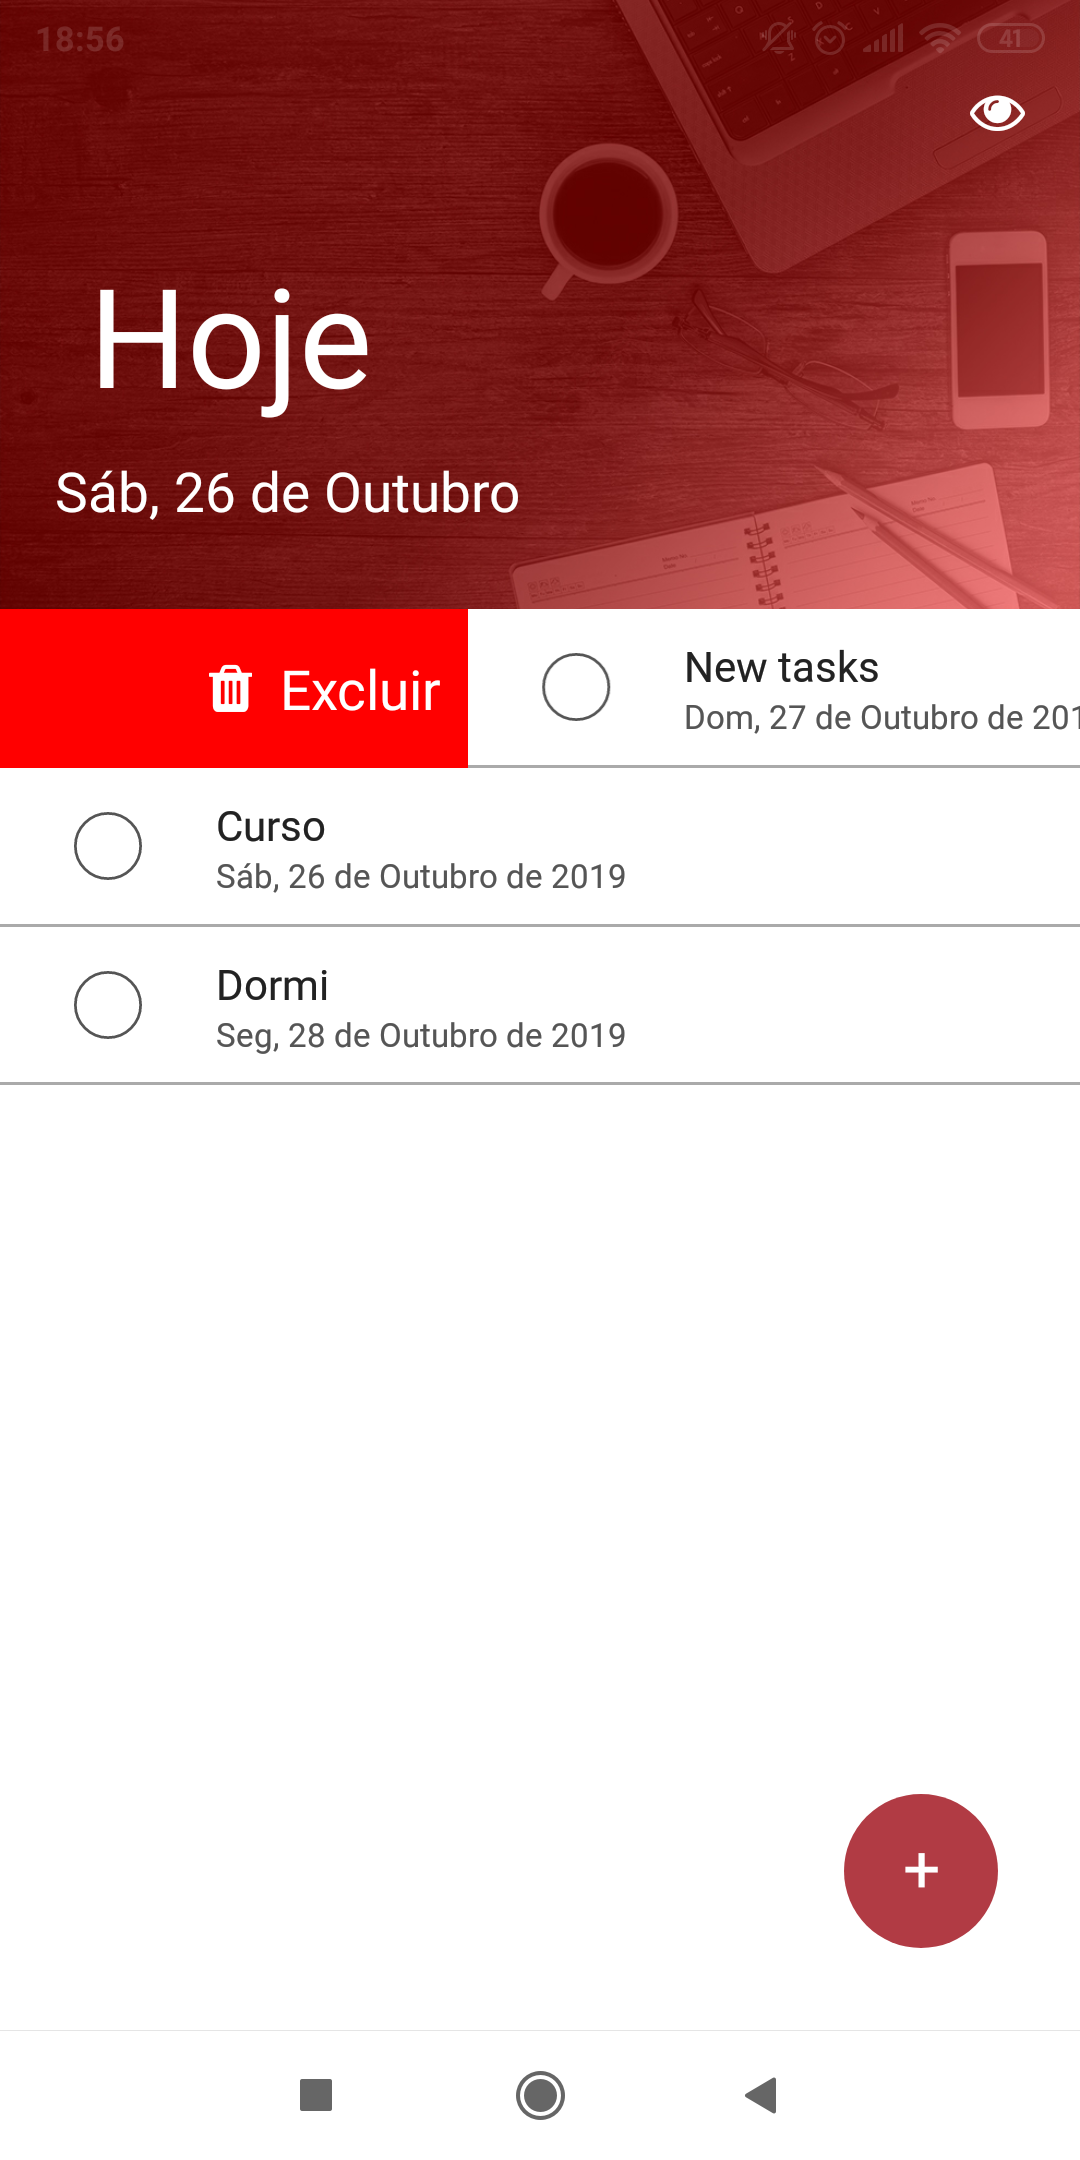 18:56
41
Hoje
Sáb, 26 de Outubro
Excluir
New tasks
Dom, 27 de Outubro de 201
Curso
Sáb, 26 de Outubro de 2019
Dormi
Seg, 28 de Outubro de 2019
+